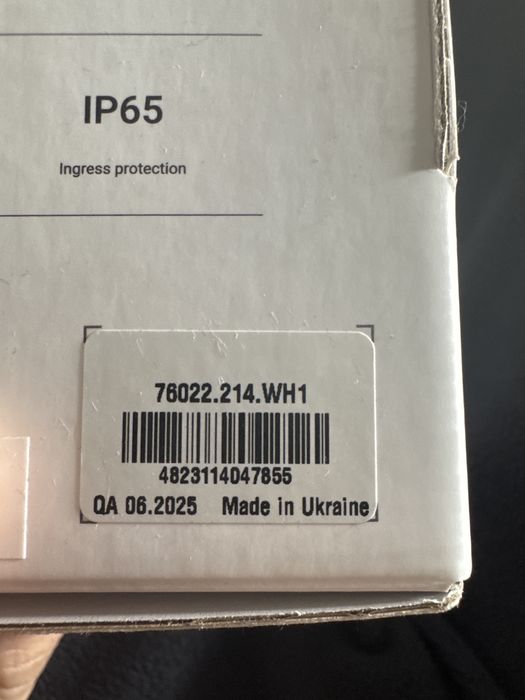 IP65
Ingress protection
76022.214.WH1
4823114047855
QA 06.2025 Made in Ukraine